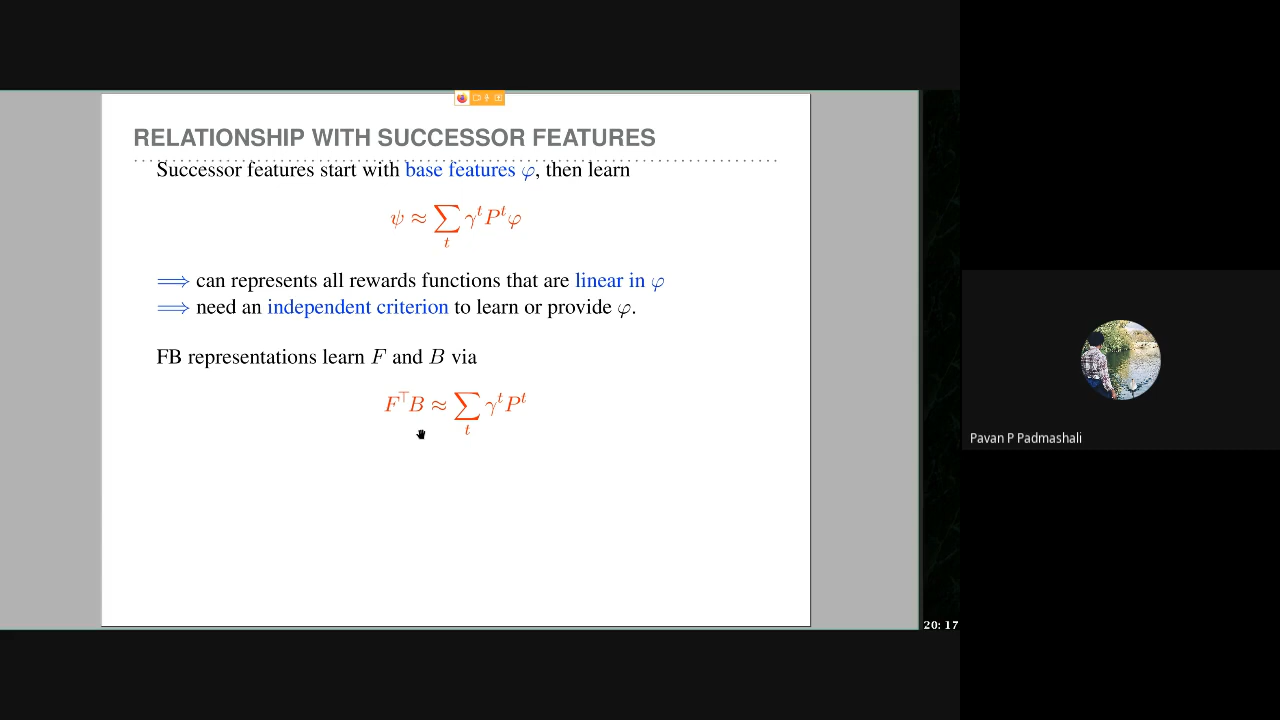 RELATIONSHIP WITH SUCCESSOR FEATURES
Successor features start with base features φ, then learn
ψ ≈ ∑_t γ^t P^t φ
⟹ can represents all rewards functions that are linear in φ
⟹ need an independent criterion to learn or provide φ.
FB representations learn F and B via
F^⊤B ≈ ∑_t γ^t P^t
Pavan P Padmashali
20: 17